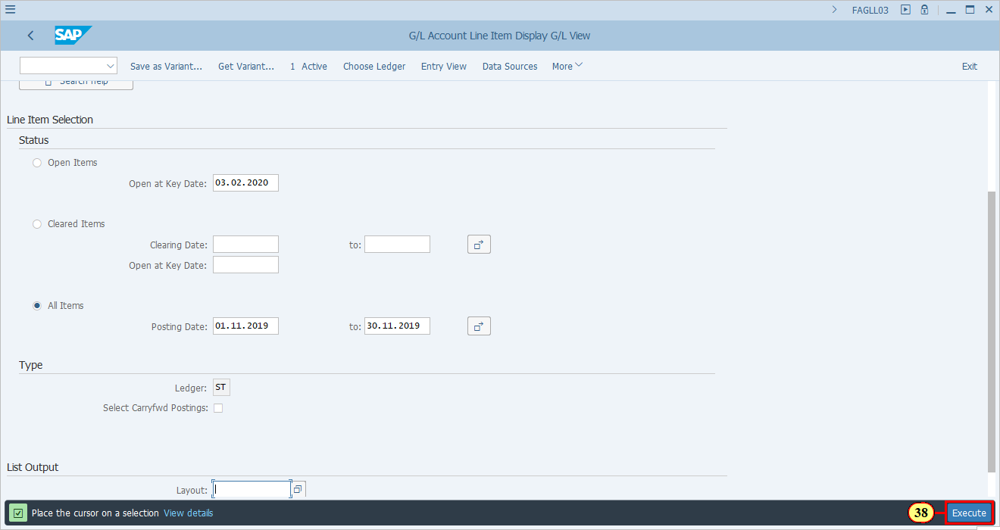 FAGLL03
SAP
G/L Account Line Item Display G/L View
Save as Variant... Get Variant... 1 Active Choose Ledger Entry View Data Sources More Exit
Search help
Line Item Selection
Status
Open Items
Open at Key Date: 03.02.2020
Cleared Items
Clearing Date: to:
Open at Key Date:
All Items
Posting Date: 01.11.2019 to: 30.11.2019
Type
Ledger: ST
Select Carryfwd Postings:
List Output
Layout:
Place the cursor on a selection View details 38 Execute